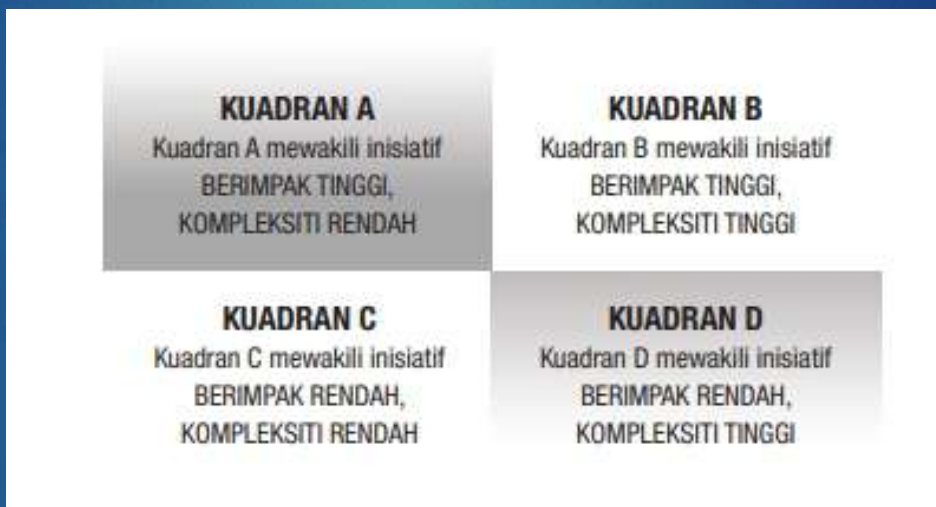 KUADRAN A
Kuadran A mewakili inisiatif
BERIMPAK TINGGI,
KOMPLEKSITI RENDAH
KUADRAN B
Kuadran B mewakili inisiatif
BERIMPAK TINGGI,
KOMPLEKSITI TINGGI
KUADRAN C
Kuadran C mewakili inisiatif
BERIMPAK RENDAH,
KOMPLEKSITI RENDAH
KUADRAN D
Kuadran D mewakili inisiatif
BERIMPAK RENDAH,
KOMPLEKSITI TINGGI